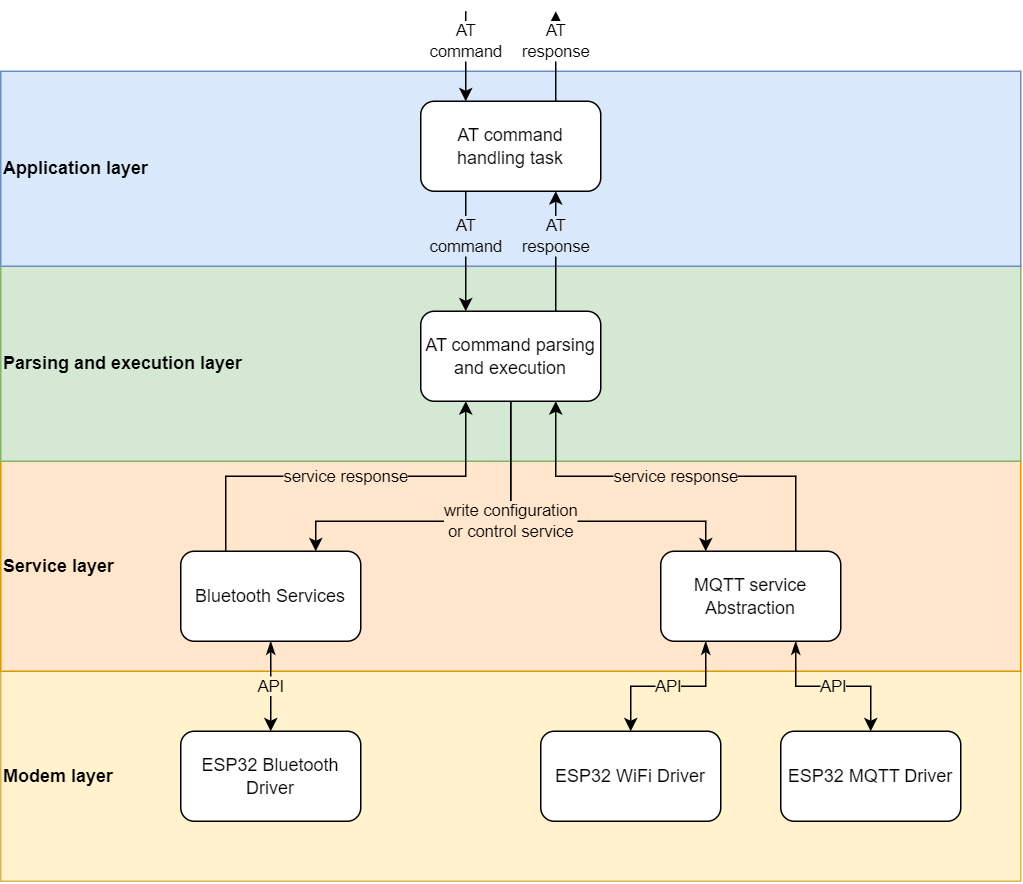 AT
command
AT
response
AT command
handling task
Application layer
AT
command
AT
response
AT command parsing
and execution
Parsing and execution layer
service response
service response
write configuration
or control service
Service layer
Bluetooth Services
MQTT service
Abstraction
API
API
API
Modem layer
ESP32 Bluetooth
Driver
ESP32 WiFi Driver
ESP32 MQTT Driver